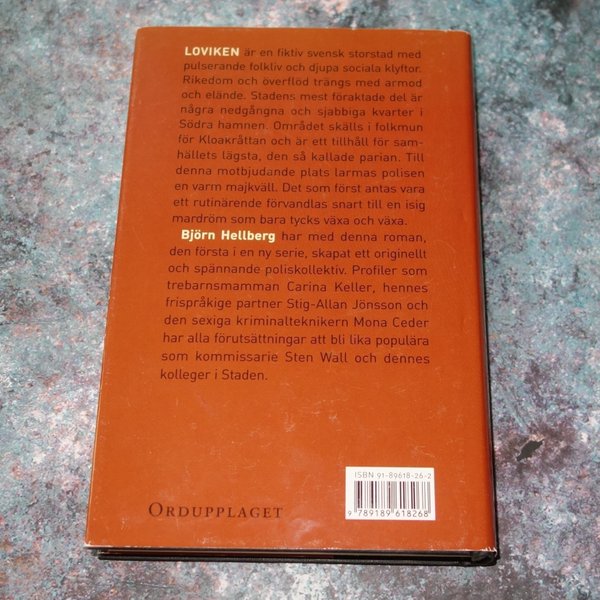 LOVIKEN är en fiktiv svensk storstad med
pulserande folkliv och djupa sociala klyftor.
Rikedom och överflöd trängs med armod
och elände. Stadens mest föraktade del är
några nedgångna och sjabbiga kvarter i
Södra hamnen. Området skälls i folkmun
för Kloakråttan och är ett tillhåll för sam-
hällets lägsta, den så kallade parian. Till
denna motbjudande plats larmas polisen
en varm majkväll. Det som först antas vara
ett rutinärende förvandlas snart till en isig
mardröm som bara tycks växa och växa.
Björn Hellberg har med denna roman,
den första i en ny serie, skapat ett originellt
och spännande poliskollektiv. Profiler som
trebarnsmamman Carina Keller, hennes
frispråkige partner Stig-Allan Jönsson och
den sexiga kriminalteknikern Mona Ceder
har alla förutsättningar att bli lika populära
som kommissarie Sten Wall och dennes
kolleger i Staden.
ISBN 91-89618-26-2
9 789189 618268
ORDUPPLAGET